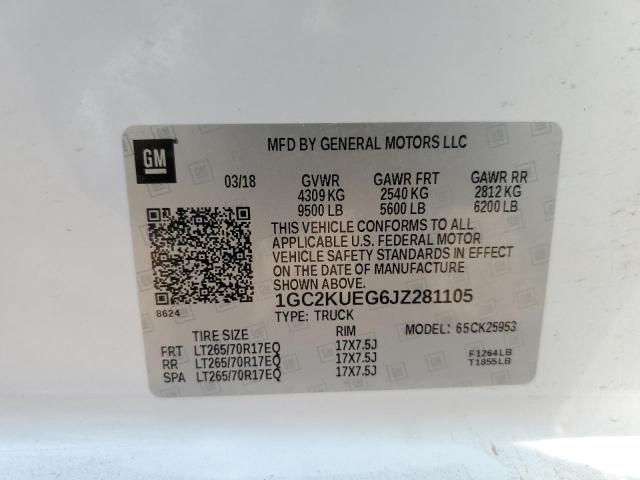 MFD BY GENERAL MOTORS LLC
GM
03/18 GVWR GAWR FRT GAWR RR
4309 KG 2540 KG 2812 KG
9500 LB 5600 LB 6200 LB
THIS VEHICLE CONFORMS TO ALL
APPLICABLE U.S. FEDERAL MOTOR
VEHICLE SAFETY STANDARDS IN EFFECT
ON THE DATE OF MANUFACTURE
SHOWN ABOVE.
8624
1GC2KUEG6JZ281105
TYPE: TRUCK MODEL: 65CK25953
TIRE SIZE RIM
FRT LT265/70R17EQ 17X7.5J F1264LB
RR LT265/70R17EQ 17X7.5J T1855LB
SPA LT265/70R17EQ 17X7.5J